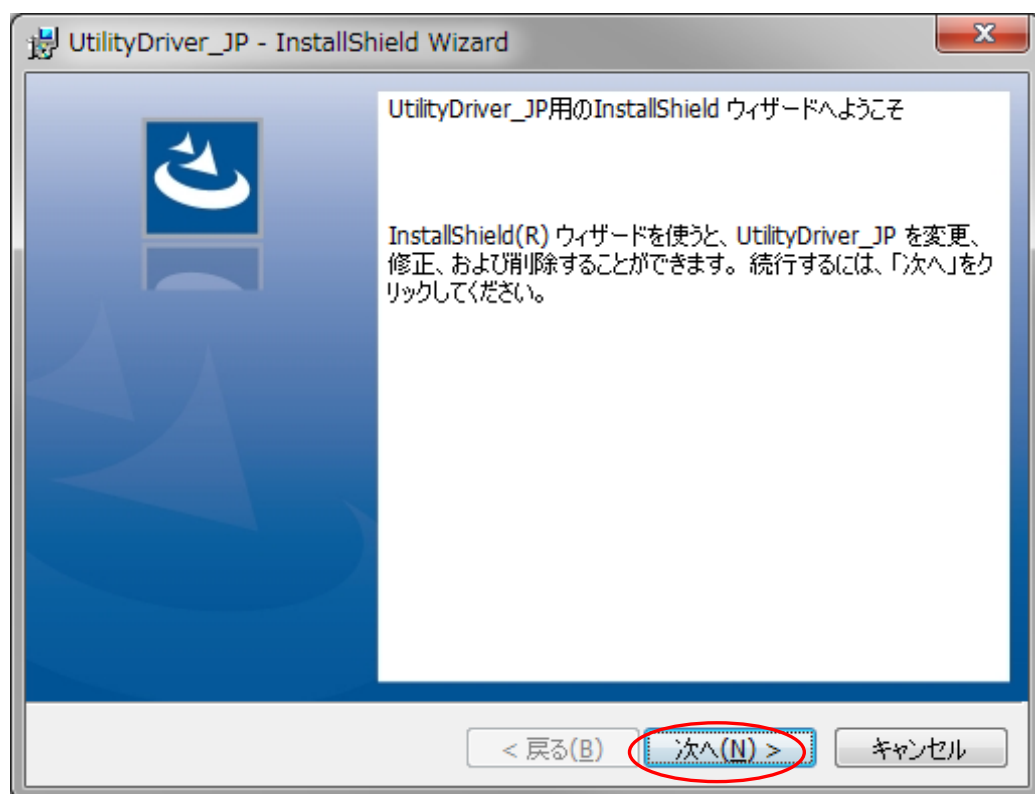 UtilityDriver_JP - InstallShield Wizard
UtilityDriver_JP用のInstallShield ウィザードへようこそ
InstallShield(R) ウィザードを使うと、UtilityDriver_JP を変更、
修正、および削除することができます。続行するには、「次へ」をク
リックしてください。
< 戻る(B) 次へ(N) > キャンセル